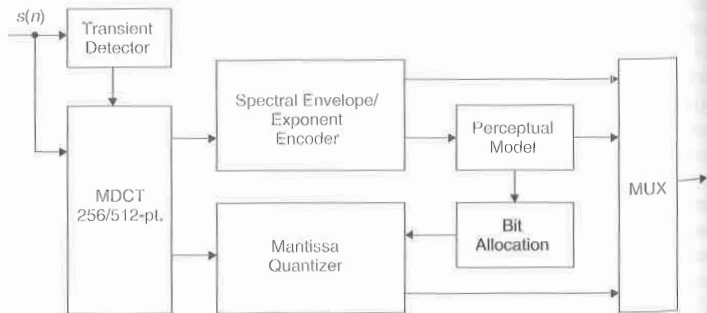 s(n)
Transient
Detector
Spectral Envelope/
Exponent
Encoder
Perceptual
Model
MUX
MDCT
256/512-pt.
Mantissa
Quantizer
Bit
Allocation